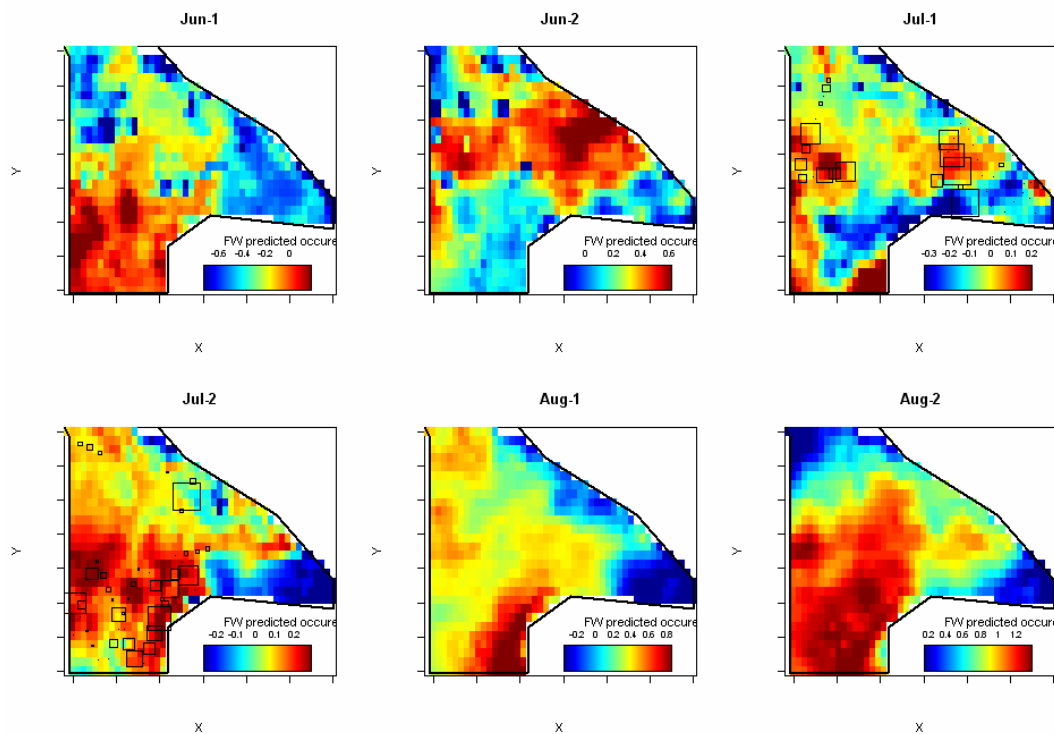 Jun-1
Jun-2
Jul-1
Y
Y
Y
FW predicted occure
-0.6 -0.4 -0.2 0
FW predicted occure
0 0.2 0.4 0.6
FW predicted occure
-0.3 -0.2 -0.1 0 0.1 0.2
X
X
X
Jul-2
Aug-1
Aug-2
Y
Y
Y
FW predicted occure
-0.2 -0.1 0 0.1 0.2
FW predicted occure
-0.2 0 0.2 0.4 0.6 0.8
FW predicted occure
0.2 0.4 0.6 0.8 1 1.2
X
X
X